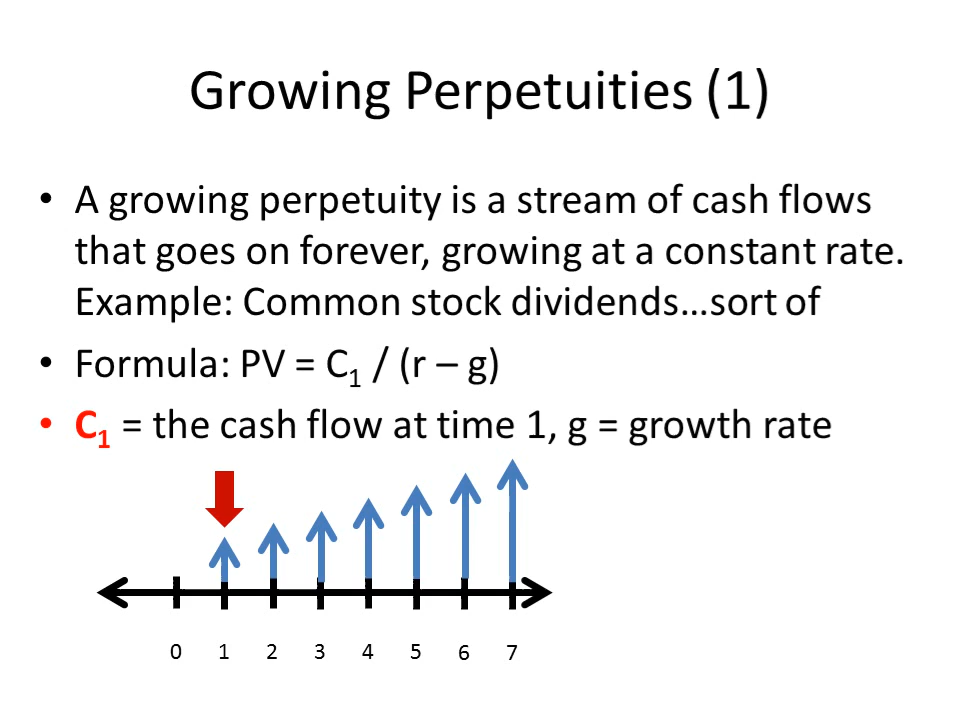 Growing Perpetuities (1)
• A growing perpetuity is a stream of cash flows
that goes on forever, growing at a constant rate.
Example: Common stock dividends…sort of
• Formula: PV = C₁ / (r – g)
• C₁ = the cash flow at time 1, g = growth rate
0 1 2 3 4 5 6 7